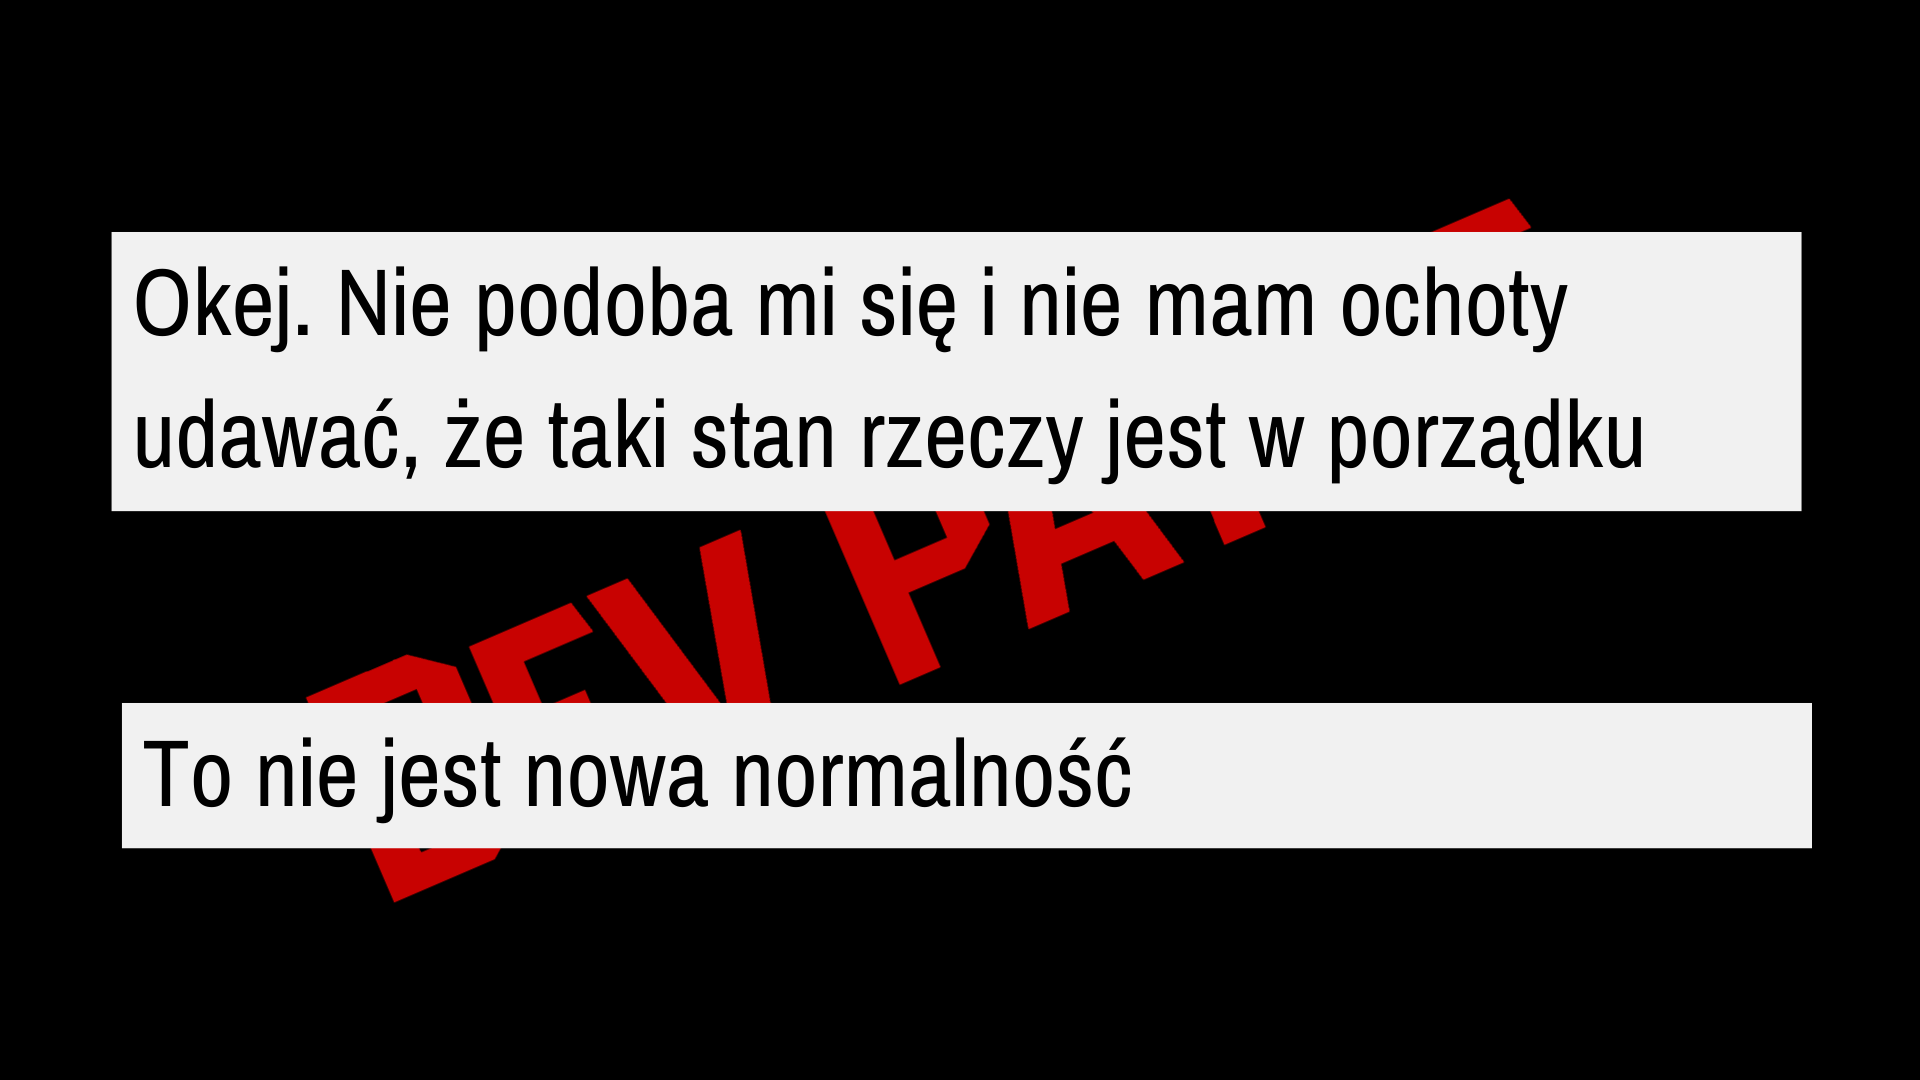 Okej. Nie podoba mi się i nie mam ochoty
udawać, że taki stan rzeczy jest w porządku
To nie jest nowa normalność